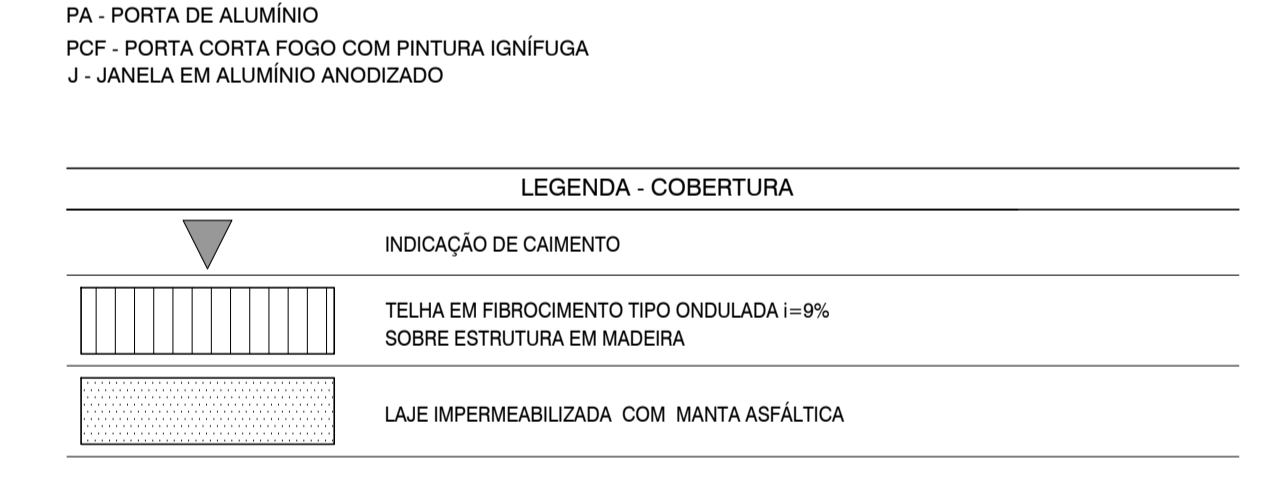 PA - PORTA DE ALUMÍNIO
PCF - PORTA CORTA FOGO COM PINTURA IGNÍFUGA
J - JANELA EM ALUMÍNIO ANODIZADO
LEGENDA - COBERTURA
INDICAÇÃO DE CAIMENTO
TELHA EM FIBROCIMENTO TIPO ONDULADA i=9%
SOBRE ESTRUTURA EM MADEIRA
LAJE IMPERMEABILIZADA COM MANTA ASFÁLTICA